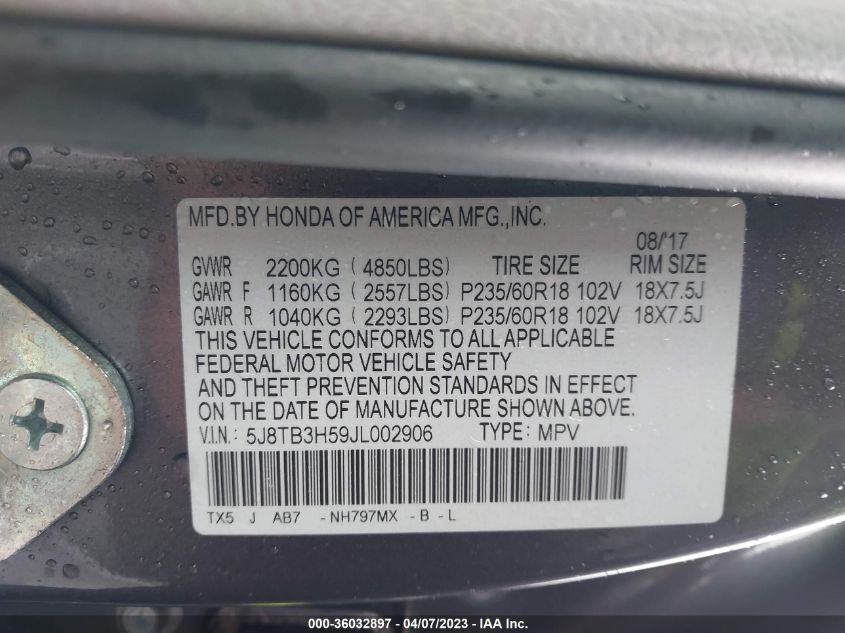 MFD.BY HONDA OF AMERICA MFG.,INC.
08/'17
GVWR 2200KG ( 4850LBS) TIRE SIZE RIM SIZE
GAWR F 1160KG ( 2557LBS) P235/60R18 102V 18X7.5J
GAWR R 1040KG ( 2293LBS) P235/60R18 102V 18X7.5J
THIS VEHICLE CONFORMS TO ALL APPLICABLE
FEDERAL MOTOR VEHICLE SAFETY
AND THEFT PREVENTION STANDARDS IN EFFECT
ON THE DATE OF MANUFACTURE SHOWN ABOVE.
V.I.N.: 5J8TB3H59JL002906 TYPE: MPV
TX5 J AB7 -NH797MX -B -L
000-36032897 - 04/07/2023 - IAA Inc.